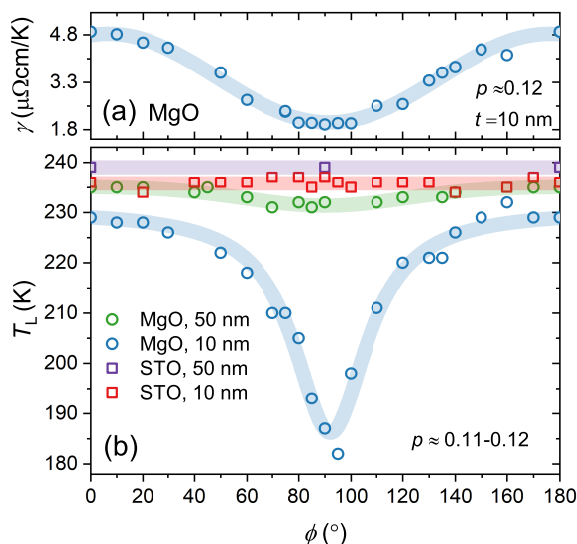 4.8
3.3
1.8
γ (μΩcm/K)
(a) MgO
p ≈0.12
t =10 nm
240
230
220
210
200
190
180
T_L (K)
MgO, 50 nm
MgO, 10 nm
STO, 50 nm
STO, 10 nm
(b)
p ≈ 0.11-0.12
0 20 40 60 80 100 120 140 160 180
ϕ (°)